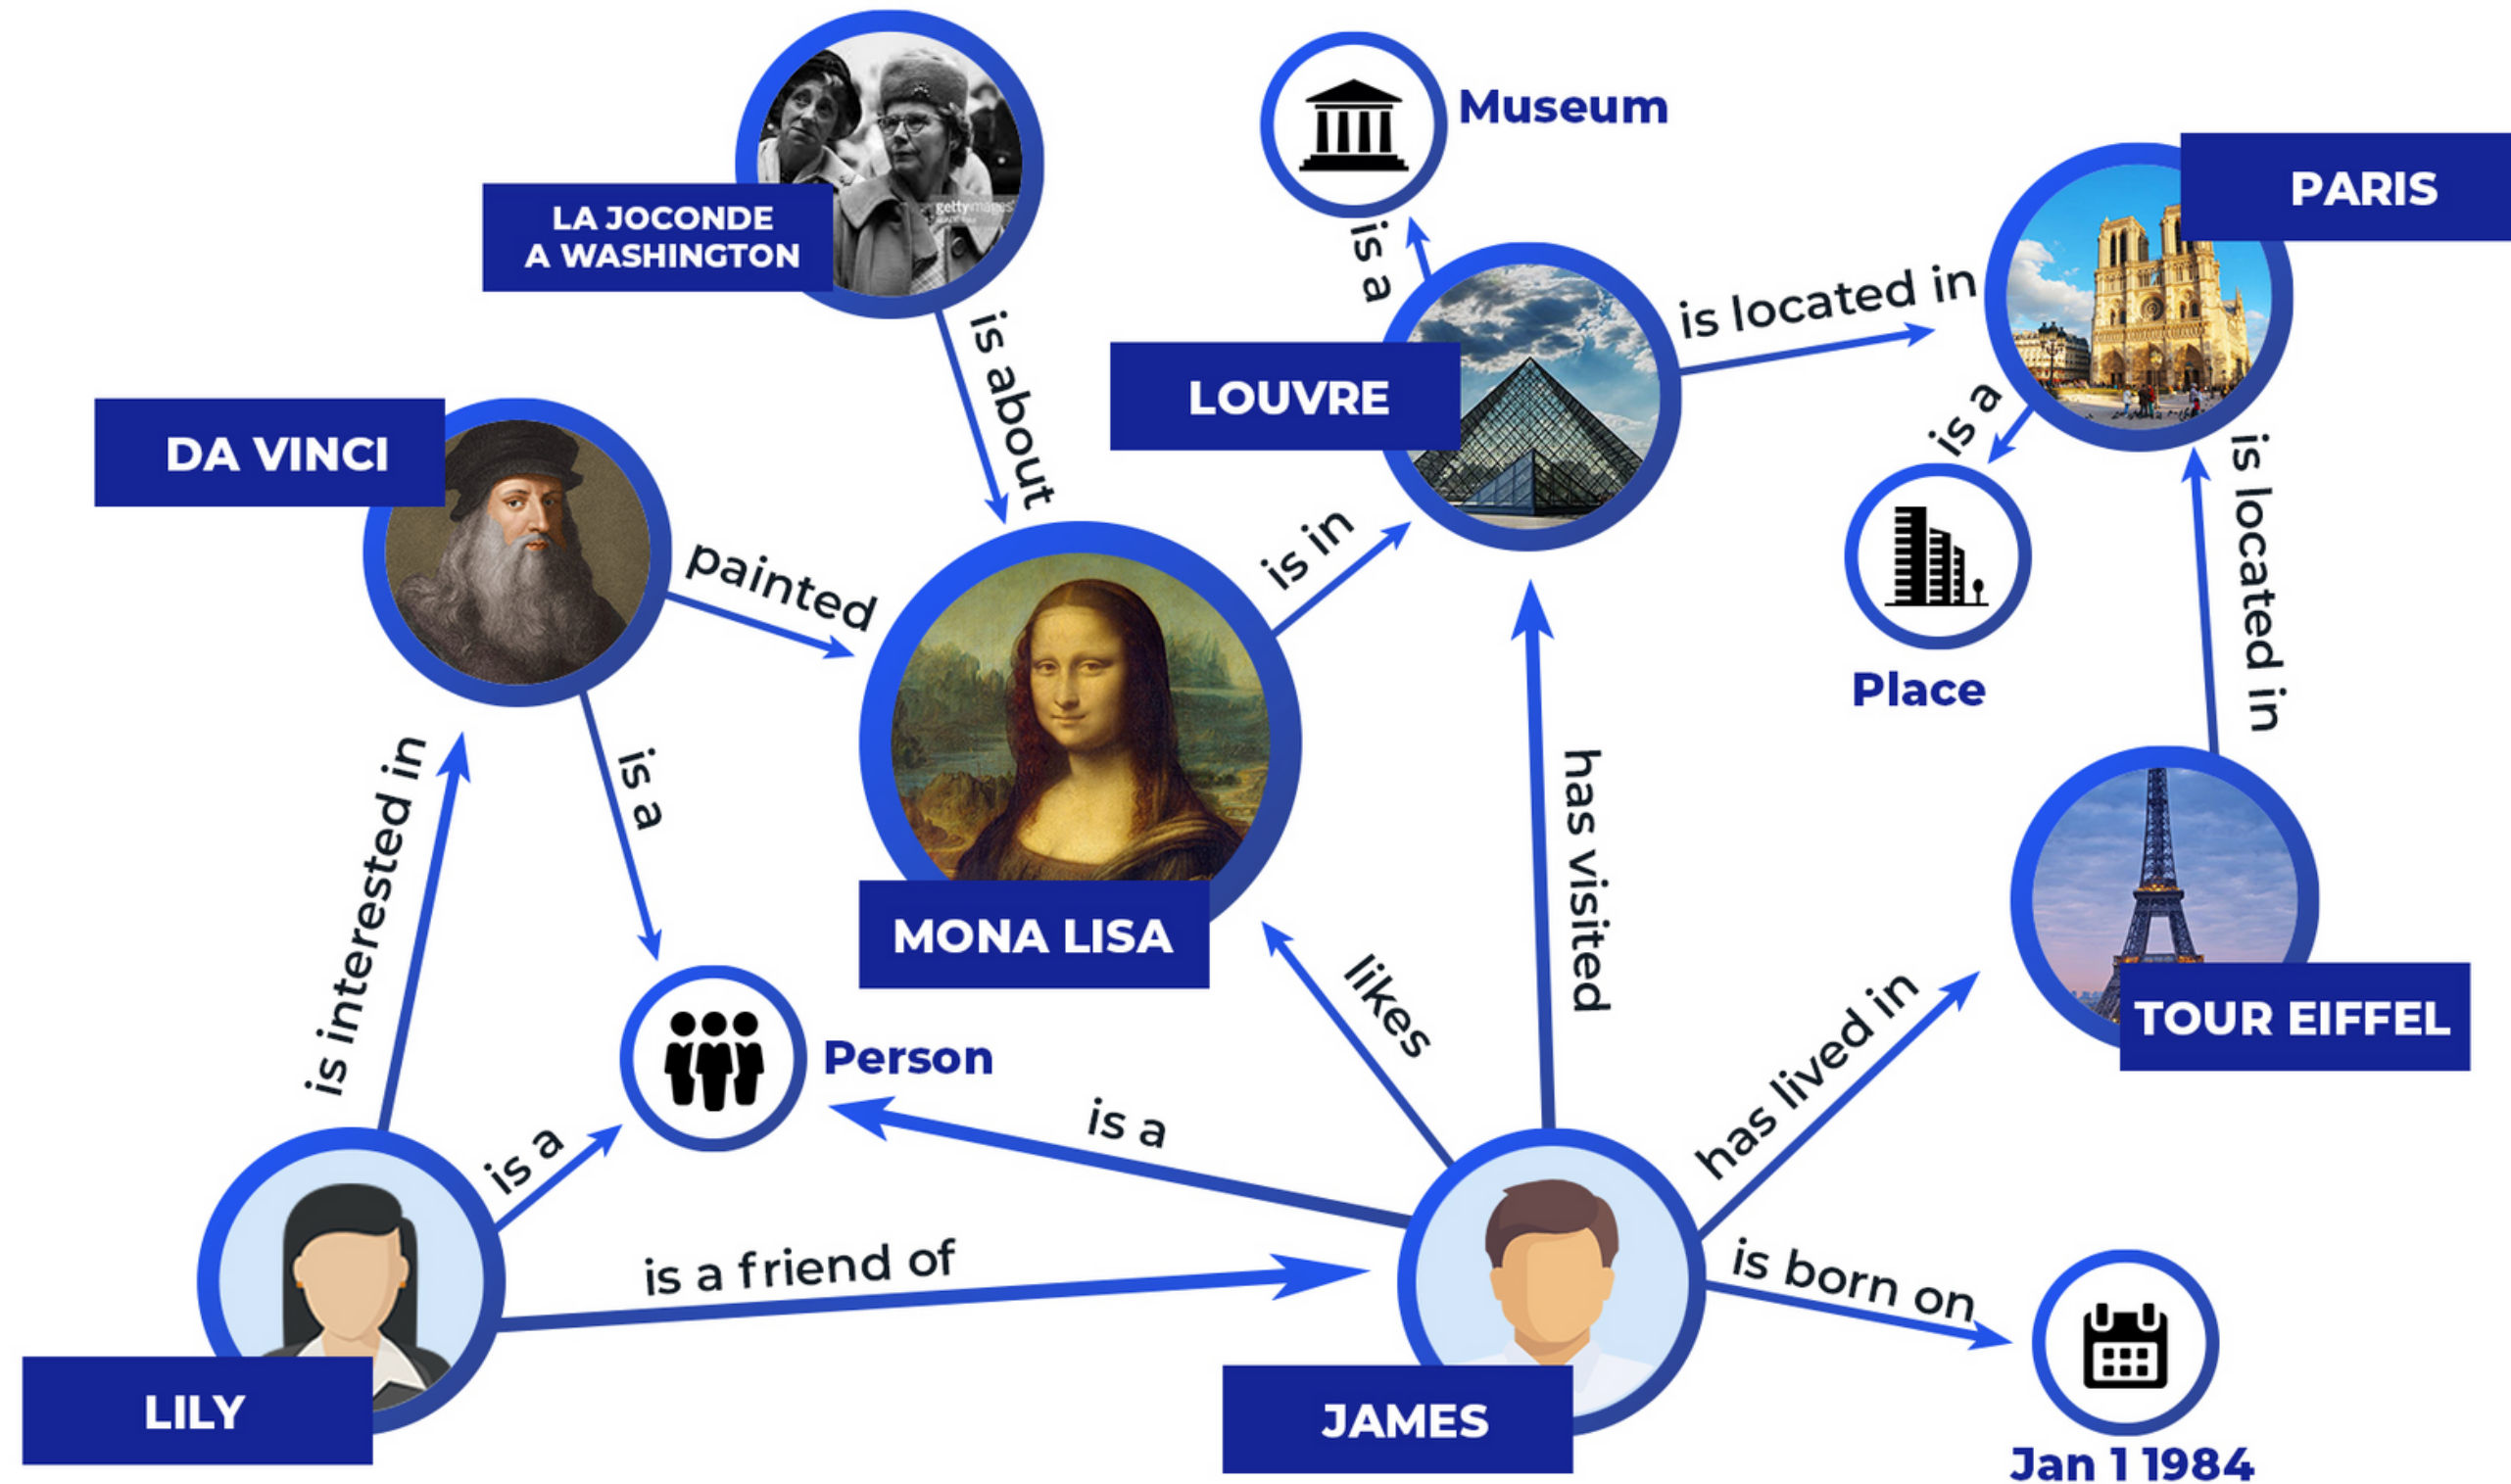 Museum
PARIS
LA JOCONDE
A WASHINGTON
gettyimages
is a
is located in
is about
LOUVRE
DA VINCI
is a
is located in
painted
is in
Place
is interested in
is a
has visited
MONA LISA
likes
has lived in
TOUR EIFFEL
Person
is a
is a
is a friend of
is born on
LILY
JAMES
Jan 1 1984